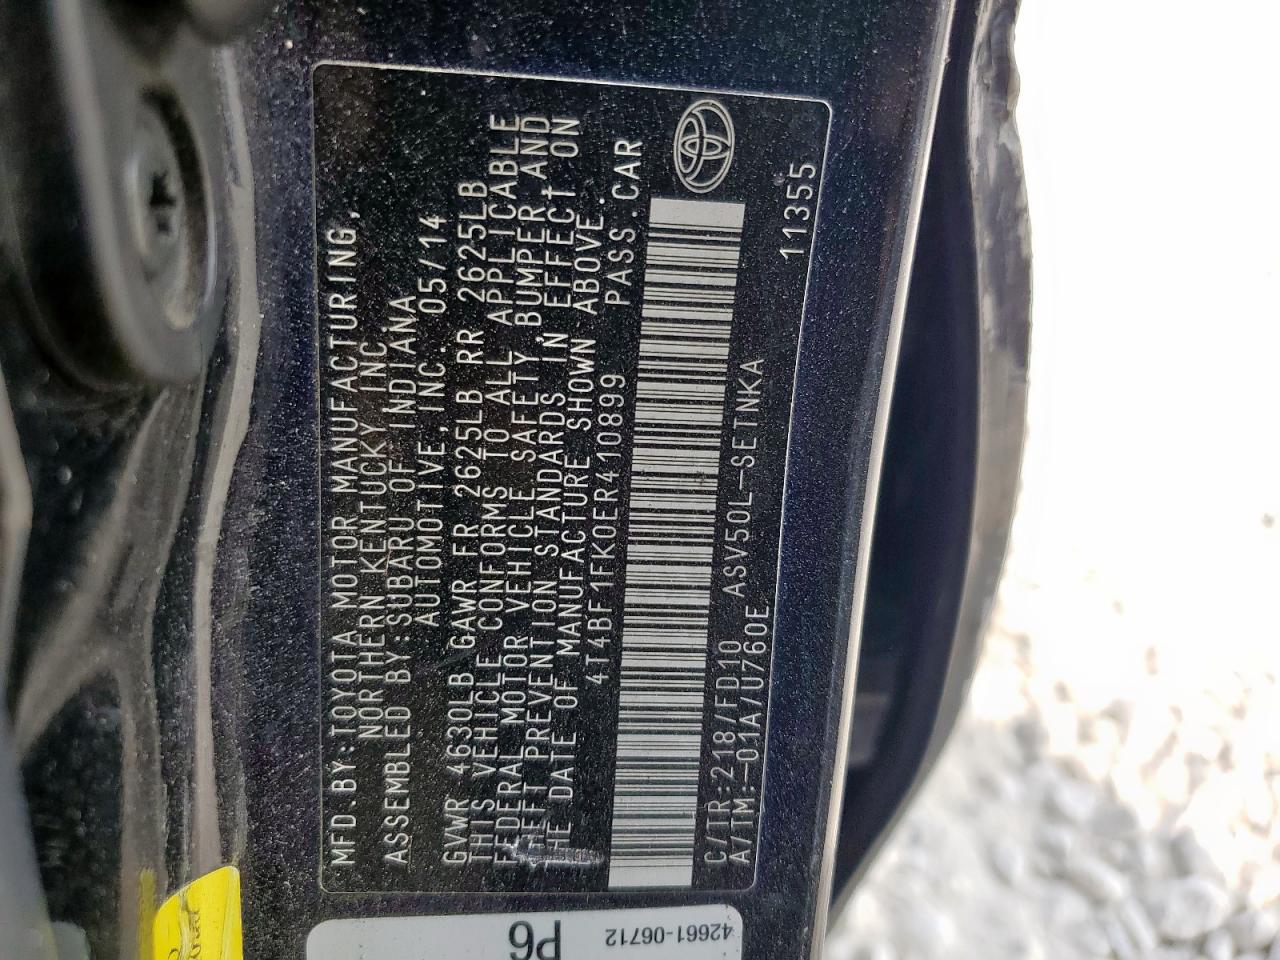 MFD.BY:TOYOTA MOTOR MANUFACTURING,
NORTHERN KENTUCKY,INC.
ASSEMBLED BY:SUBARU OF INDIANA
AUTOMOTIVE,INC. 05/14
GVWR 4630LB GAWR FR 2625LB RR 2625LB
THIS VEHICLE CONFORMS TO ALL APPLICABLE
FEDERAL MOTOR VEHICLE SAFETY, BUMPER, AND
THEFT PREVENTION STANDARDS IN EFFECT ON
THE DATE OF MANUFACTURE SHOWN ABOVE.
4T4BF1FK0ER410899 PASS.CAR
C/TR:218/FD10 ASV50L-SETNKA
A/TM:-01A/U760E 11355
P6
42661-06712